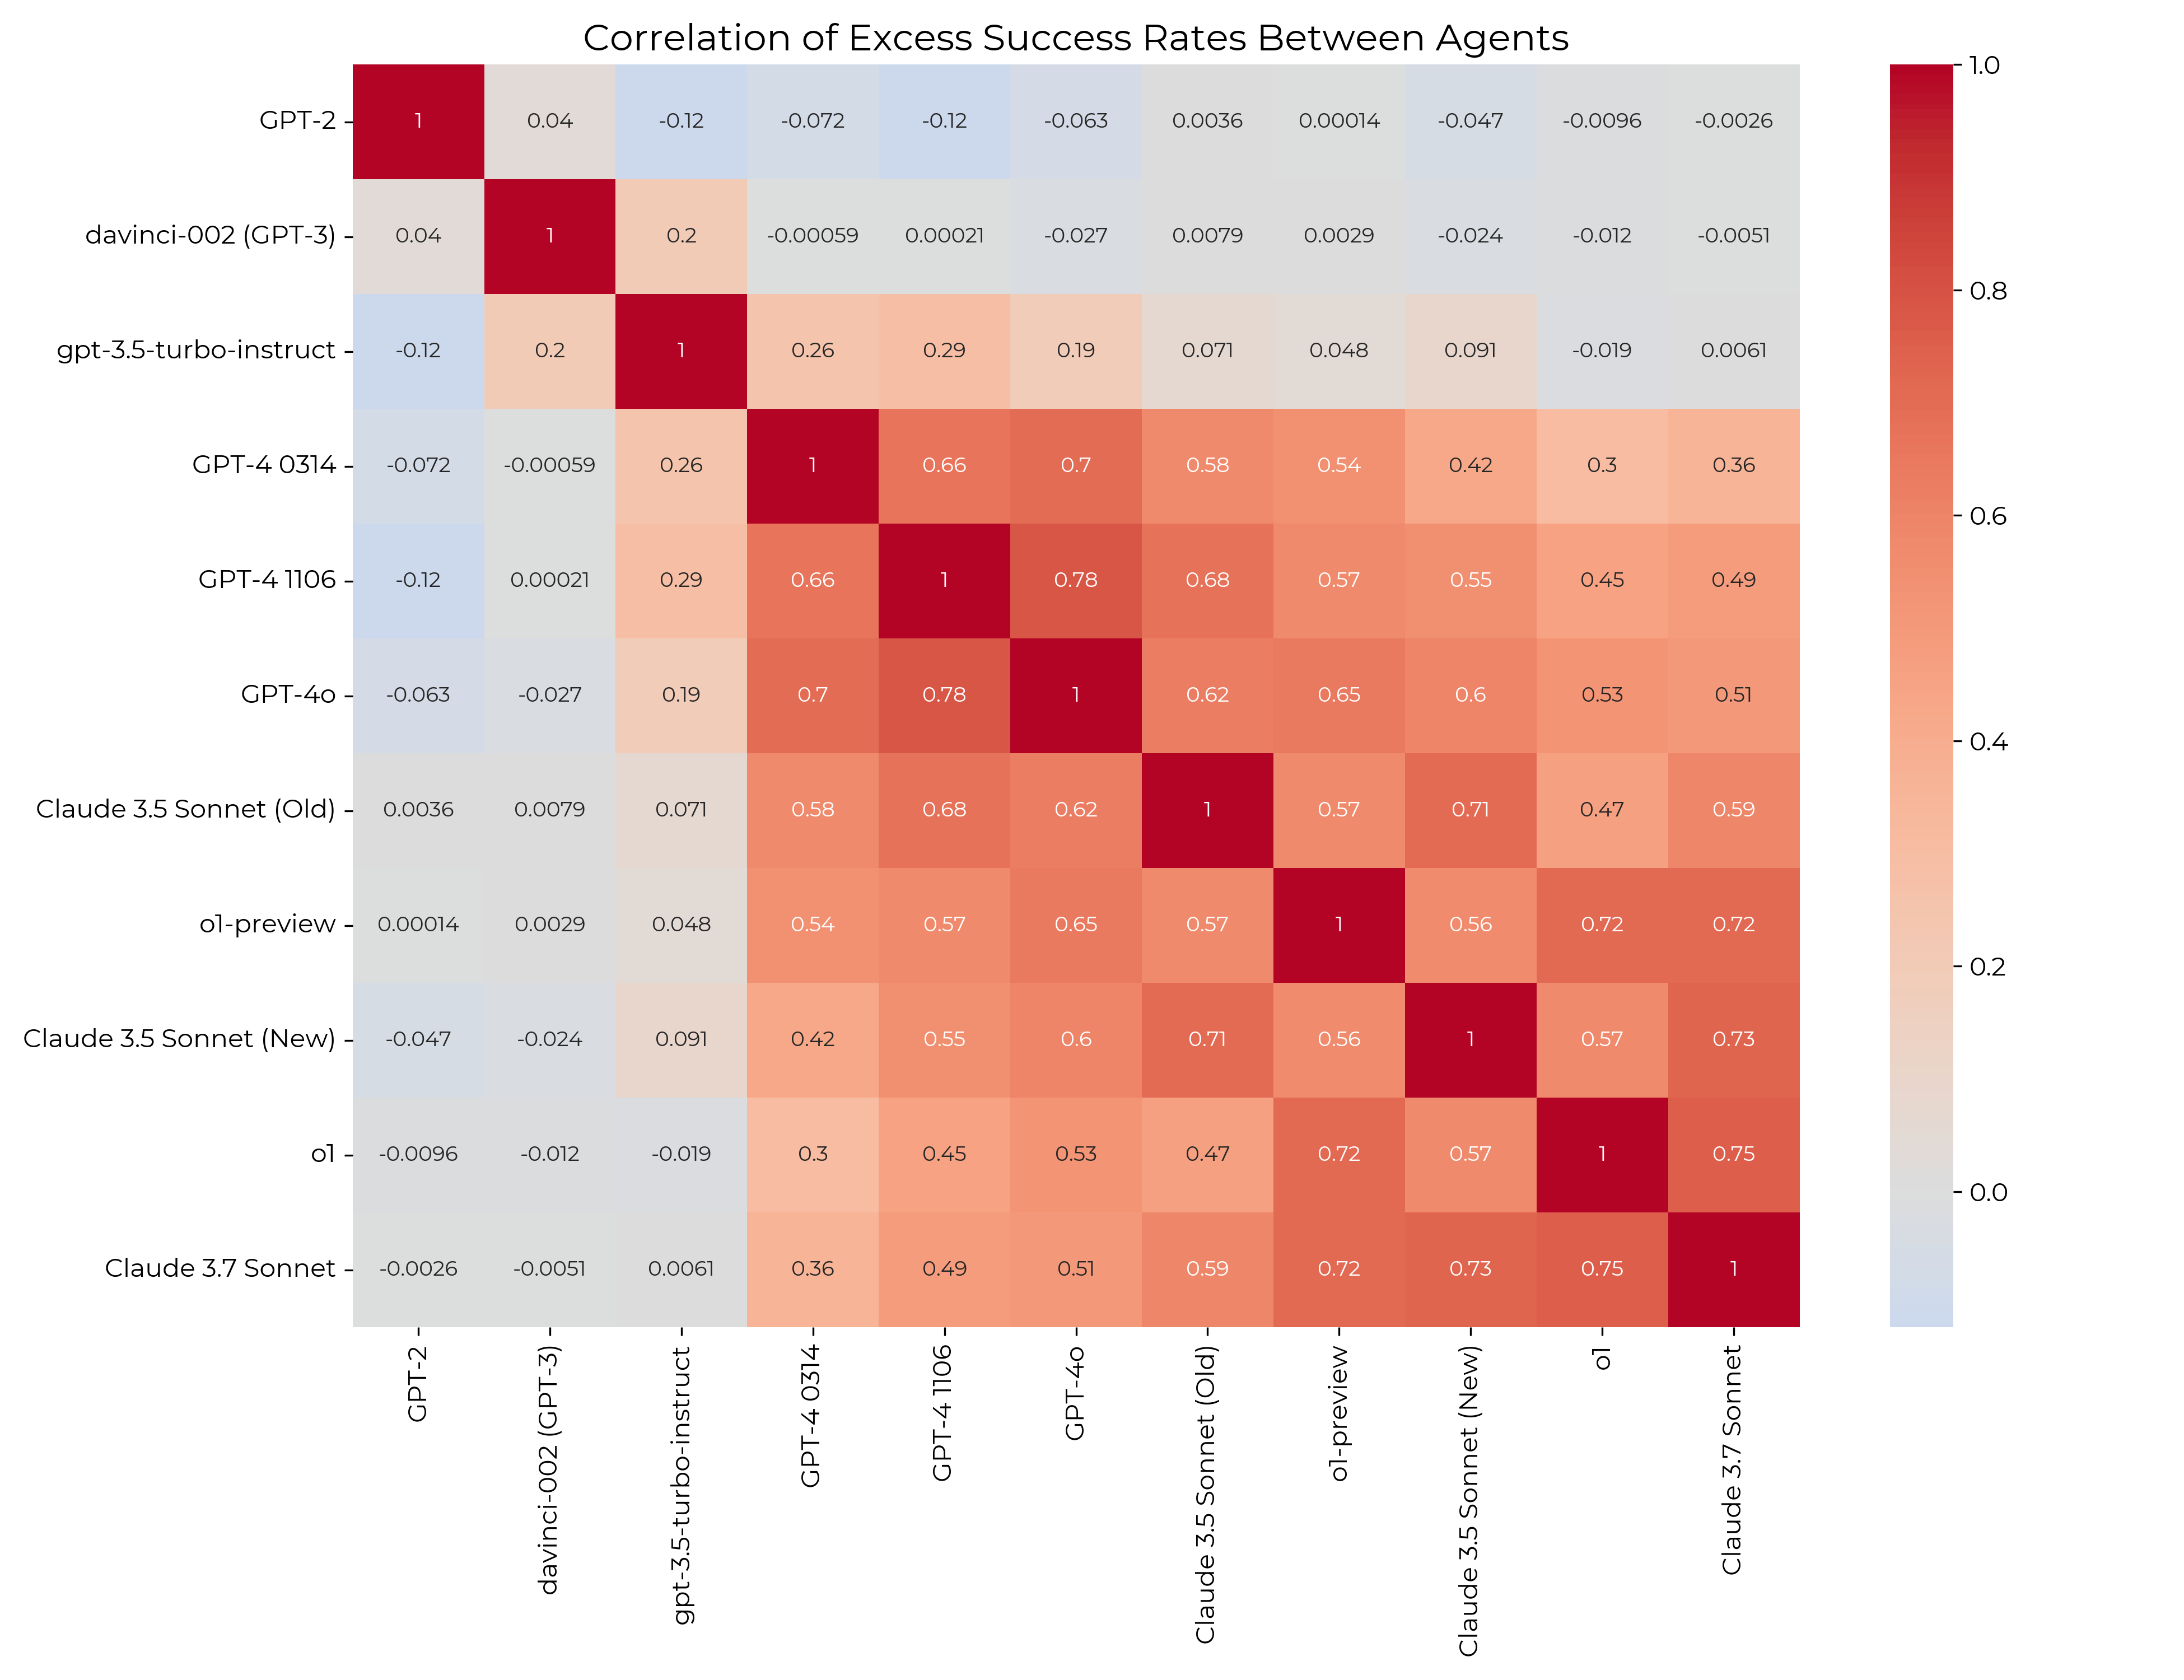 Correlation of Excess Success Rates Between Agents
GPT-2 1 0.04 -0.12 -0.072 -0.12 -0.063 0.0036 0.00014 -0.047 -0.0096 -0.0026
davinci-002 (GPT-3) 0.04 1 0.2 -0.00059 0.00021 -0.027 0.0079 0.0029 -0.024 -0.012 -0.0051
gpt-3.5-turbo-instruct -0.12 0.2 1 0.26 0.29 0.19 0.071 0.048 0.091 -0.019 0.0061
GPT-4 0314 -0.072 -0.00059 0.26 1 0.66 0.7 0.58 0.54 0.42 0.3 0.36
GPT-4 1106 -0.12 0.00021 0.29 0.66 1 0.78 0.68 0.57 0.55 0.45 0.49
GPT-4o -0.063 -0.027 0.19 0.7 0.78 1 0.62 0.65 0.6 0.53 0.51
Claude 3.5 Sonnet (Old) 0.0036 0.0079 0.071 0.58 0.68 0.62 1 0.57 0.71 0.47 0.59
o1-preview 0.00014 0.0029 0.048 0.54 0.57 0.65 0.57 1 0.56 0.72 0.72
Claude 3.5 Sonnet (New) -0.047 -0.024 0.091 0.42 0.55 0.6 0.71 0.56 1 0.57 0.73
o1 -0.0096 -0.012 -0.019 0.3 0.45 0.53 0.47 0.72 0.57 1 0.75
Claude 3.7 Sonnet -0.0026 -0.0051 0.0061 0.36 0.49 0.51 0.59 0.72 0.73 0.75 1
GPT-2
davinci-002 (GPT-3)
gpt-3.5-turbo-instruct
GPT-4 0314
GPT-4 1106
GPT-4o
Claude 3.5 Sonnet (Old)
o1-preview
Claude 3.5 Sonnet (New)
o1
Claude 3.7 Sonnet
1.0
0.8
0.6
0.4
0.2
0.0